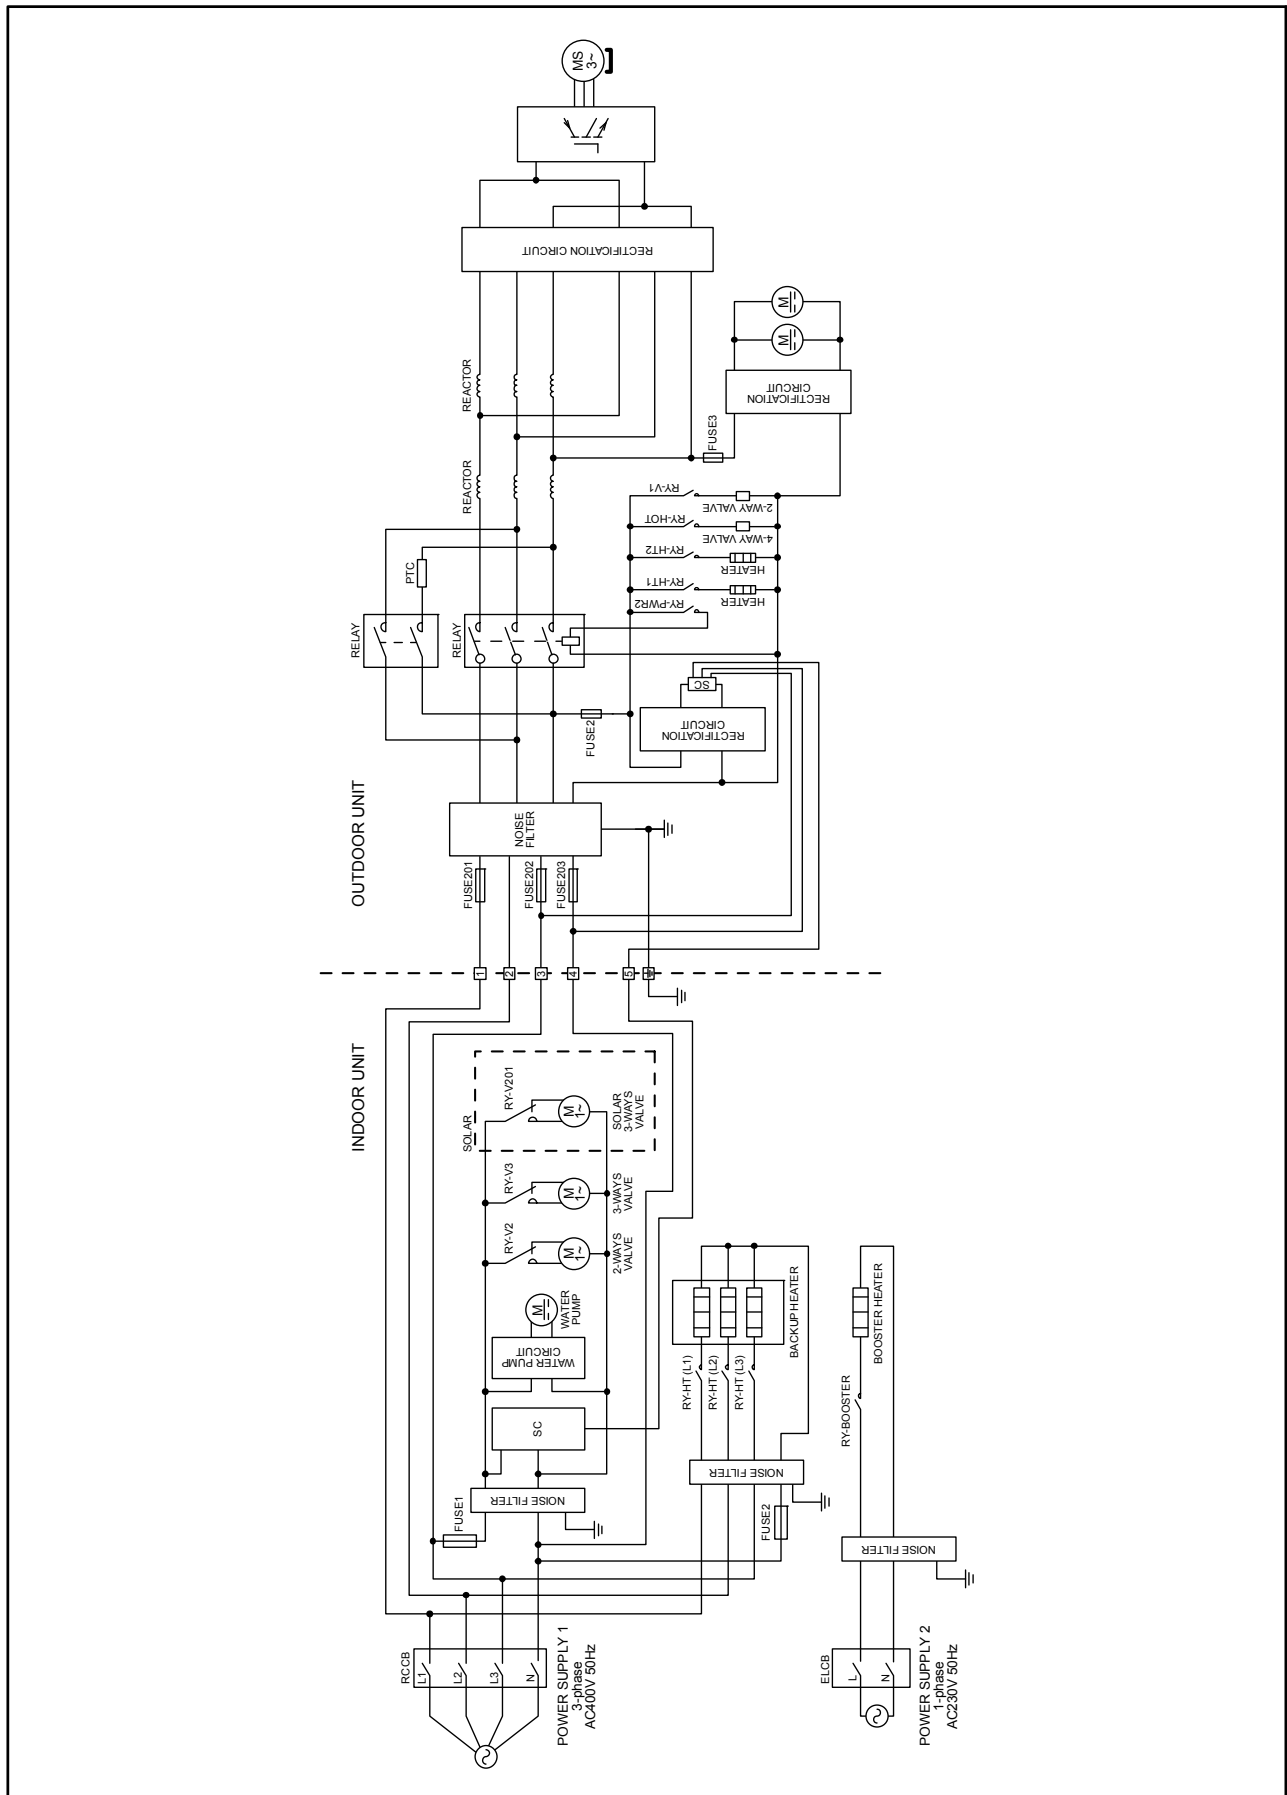 MS
3~
RECTIFICATION CIRCUIT
REACTOR
M
M
RECTIFICATION
CIRCUIT
FUSE3
REACTOR
RY-V1
2-WAY VALVE
RY-HOT
4-WAY VALVE
RY-HT2
HEATER
RY-HT1
HEATER
RY-PWR2
PTC
RELAY
RELAY
SC
RECTIFICATION
CIRCUIT
FUSE2
OUTDOOR UNIT
NOISE
FILTER
FUSE201
FUSE202
FUSE203
1
2
3
4
5
INDOOR UNIT
SOLAR
RY-V201
M
1~
SOLAR
3-WAYS
VALVE
RY-V3
M
1~
3-WAYS
VALVE
RY-V2
M
1~
2-WAYS
VALVE
M
WATER
PUMP
WATER PUMP
CIRCUIT
SC
BACKUP HEATER
RY-HT (L1)
RY-HT (L2)
RY-HT (L3)
BOOSTER HEATER
RY-BOOSTER
NOISE FILTER
NOISE FILTER
FUSE1
FUSE2
NOISE FILTER
RCCB
L1
L2
L3
N
POWER SUPPLY 1
3-phase
AC400V 50Hz
ELCB
L
N
POWER SUPPLY 2
1-phase
AC230V 50Hz